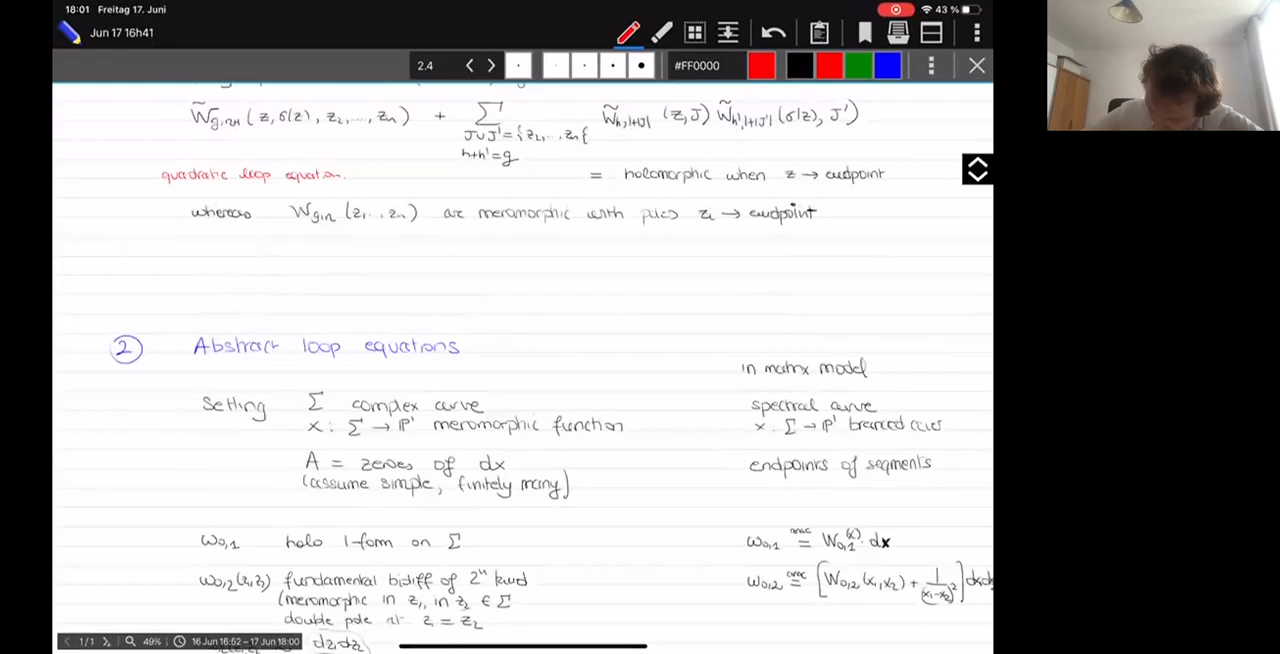 18:01 Freitag 17. Juni 43 %
Jun 17 16h41
2.4 #FF0000
W̃g,n+1 (z, σ(z), z2, ..., zn) + Σ' W̃h,1+|J| (z, J) W̃h',1+|J'| (σ(z), J')
J∪J'={z2,...,zn{
h+h'=g
quadratic loop equation. = holomorphic when z → endpoint
whereas Wg,n (z1...,zn) are meromorphic with poles zi → endpoint
② Abstract loop equations
in matrix model
Setting Σ complex curve spectral curve
x : Σ → P' meromorphic function x : Σ → P' branched cover
A = zeroes of dx endpoints of segments
(assume simple, finitely many)
ω0,1 holo 1-form on Σ ω0,1 = W0,1(x) · dx
ω0,2(z1,z2) fundamental bidiff of 2nd kind ω0,2 = [W0,2(x1,x2) + 1/(x1-x2)²] dx1dx
(meromorphic in z1, in z2 ∈ Σ
double pole at z1 = z2
1/1 49% 16 Jun 16:52 – 17 Jun 18:00 dz1dz2